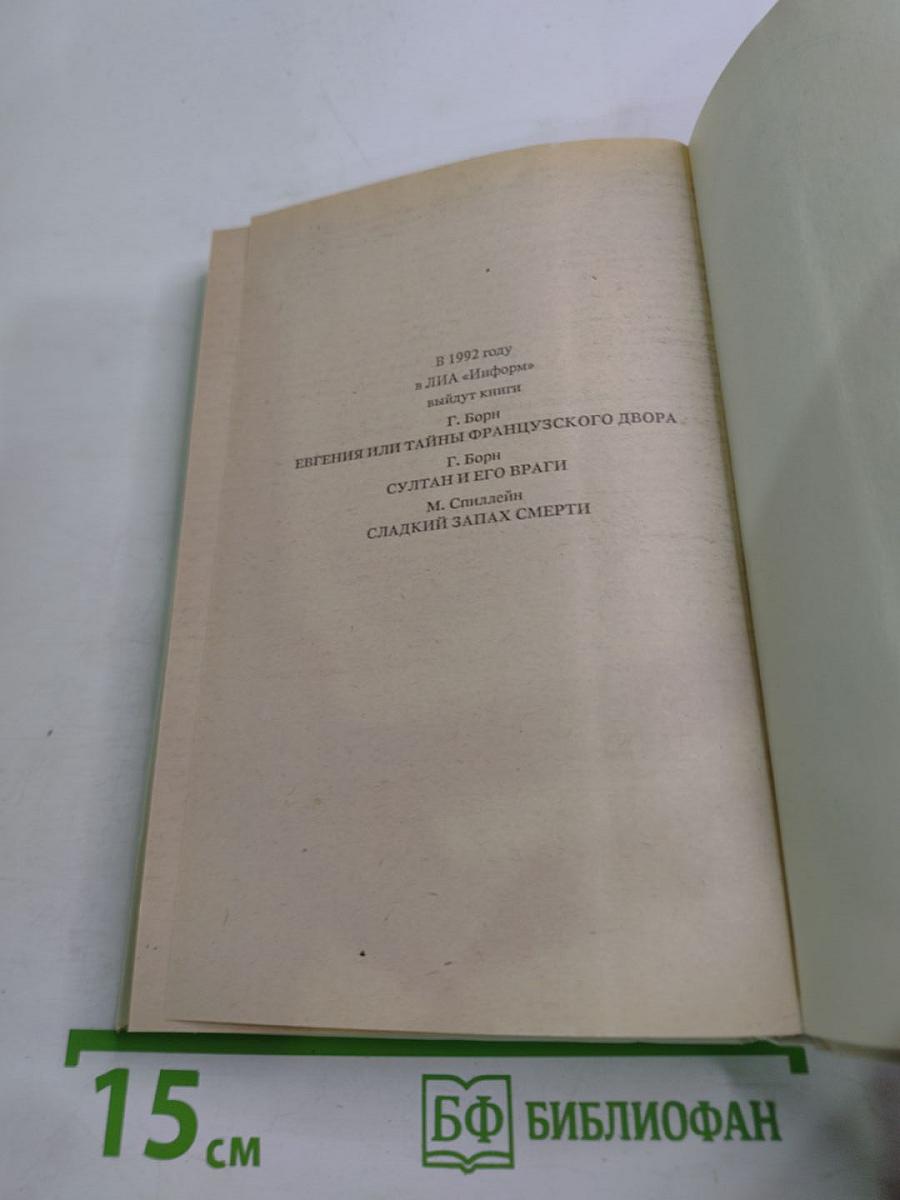 В 1992 году
в ЛИА «Информ»
выйдут книги
Г. Борн
ЕВГЕНИЯ ИЛИ ТАЙНЫ ФРАНЦУЗСКОГО ДВОРА
Г. Борн
СУЛТАН И ЕГО ВРАГИ
М. Спиллейн
СЛАДКИЙ ЗАПАХ СМЕРТИ
15 см
БФ БИБЛИОФАН